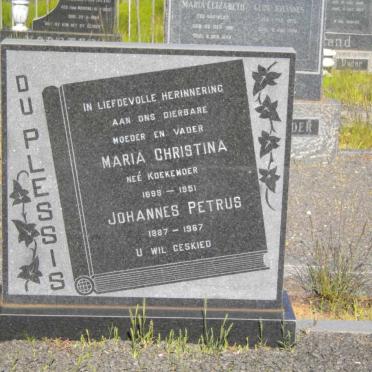 DU PLESSIS
IN LIEFDEVOLLE HERINNERING
AAN ONS DIERBARE
MOEDER EN VADER
MARIA CHRISTINA
NEÉ KOEKEMOER
1899 – 1951
JOHANNES PETRUS
1887 – 1967
U WIL GESKIED
MARIA ELIZABETH